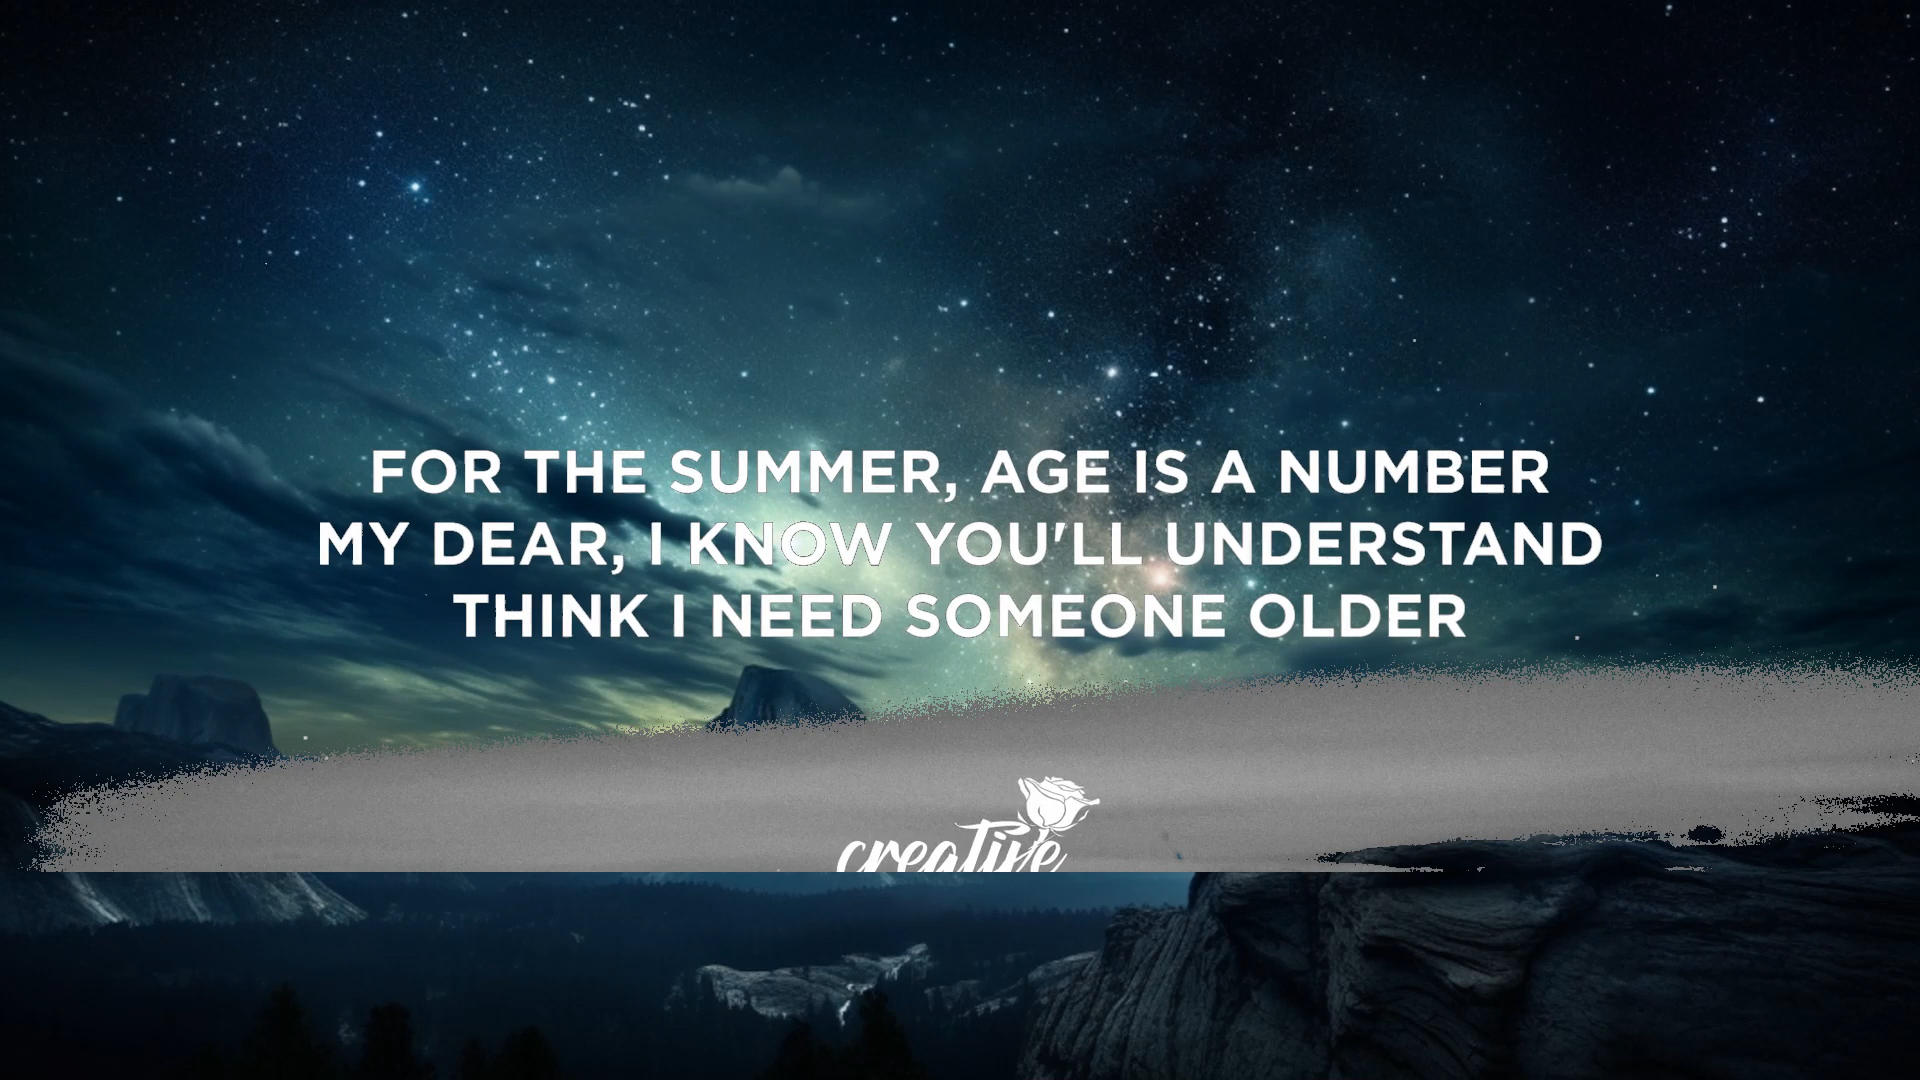 FOR THE SUMMER, AGE IS A NUMBER
MY DEAR, I KNOW YOU'LL UNDERSTAND
THINK I NEED SOMEONE OLDER
creative